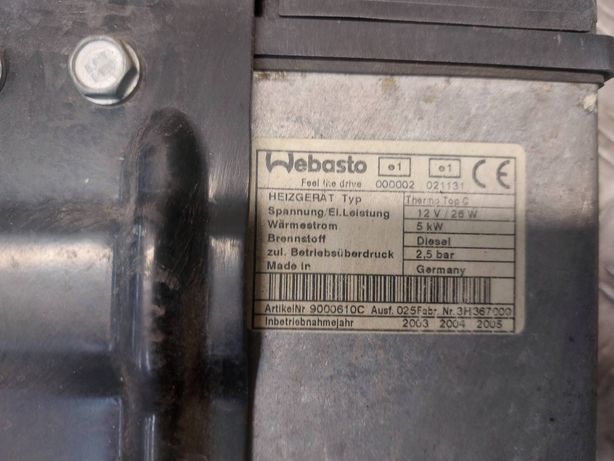 Webasto e1 e1 CE
Feel the drive 000002 021131
HEIZGERÄT Typ Thermo Top C
Spannung/El.Leistung 12 V / 26 W
Wärmestrom 5 kW
Brennstoff Diesel
zul. Betriebsüberdruck 2,5 bar
Made in Germany
ArtikelNr 9000610C Ausf. 025 Fabr. Nr.
Inbetriebnahmejahr 2003 2004 2005